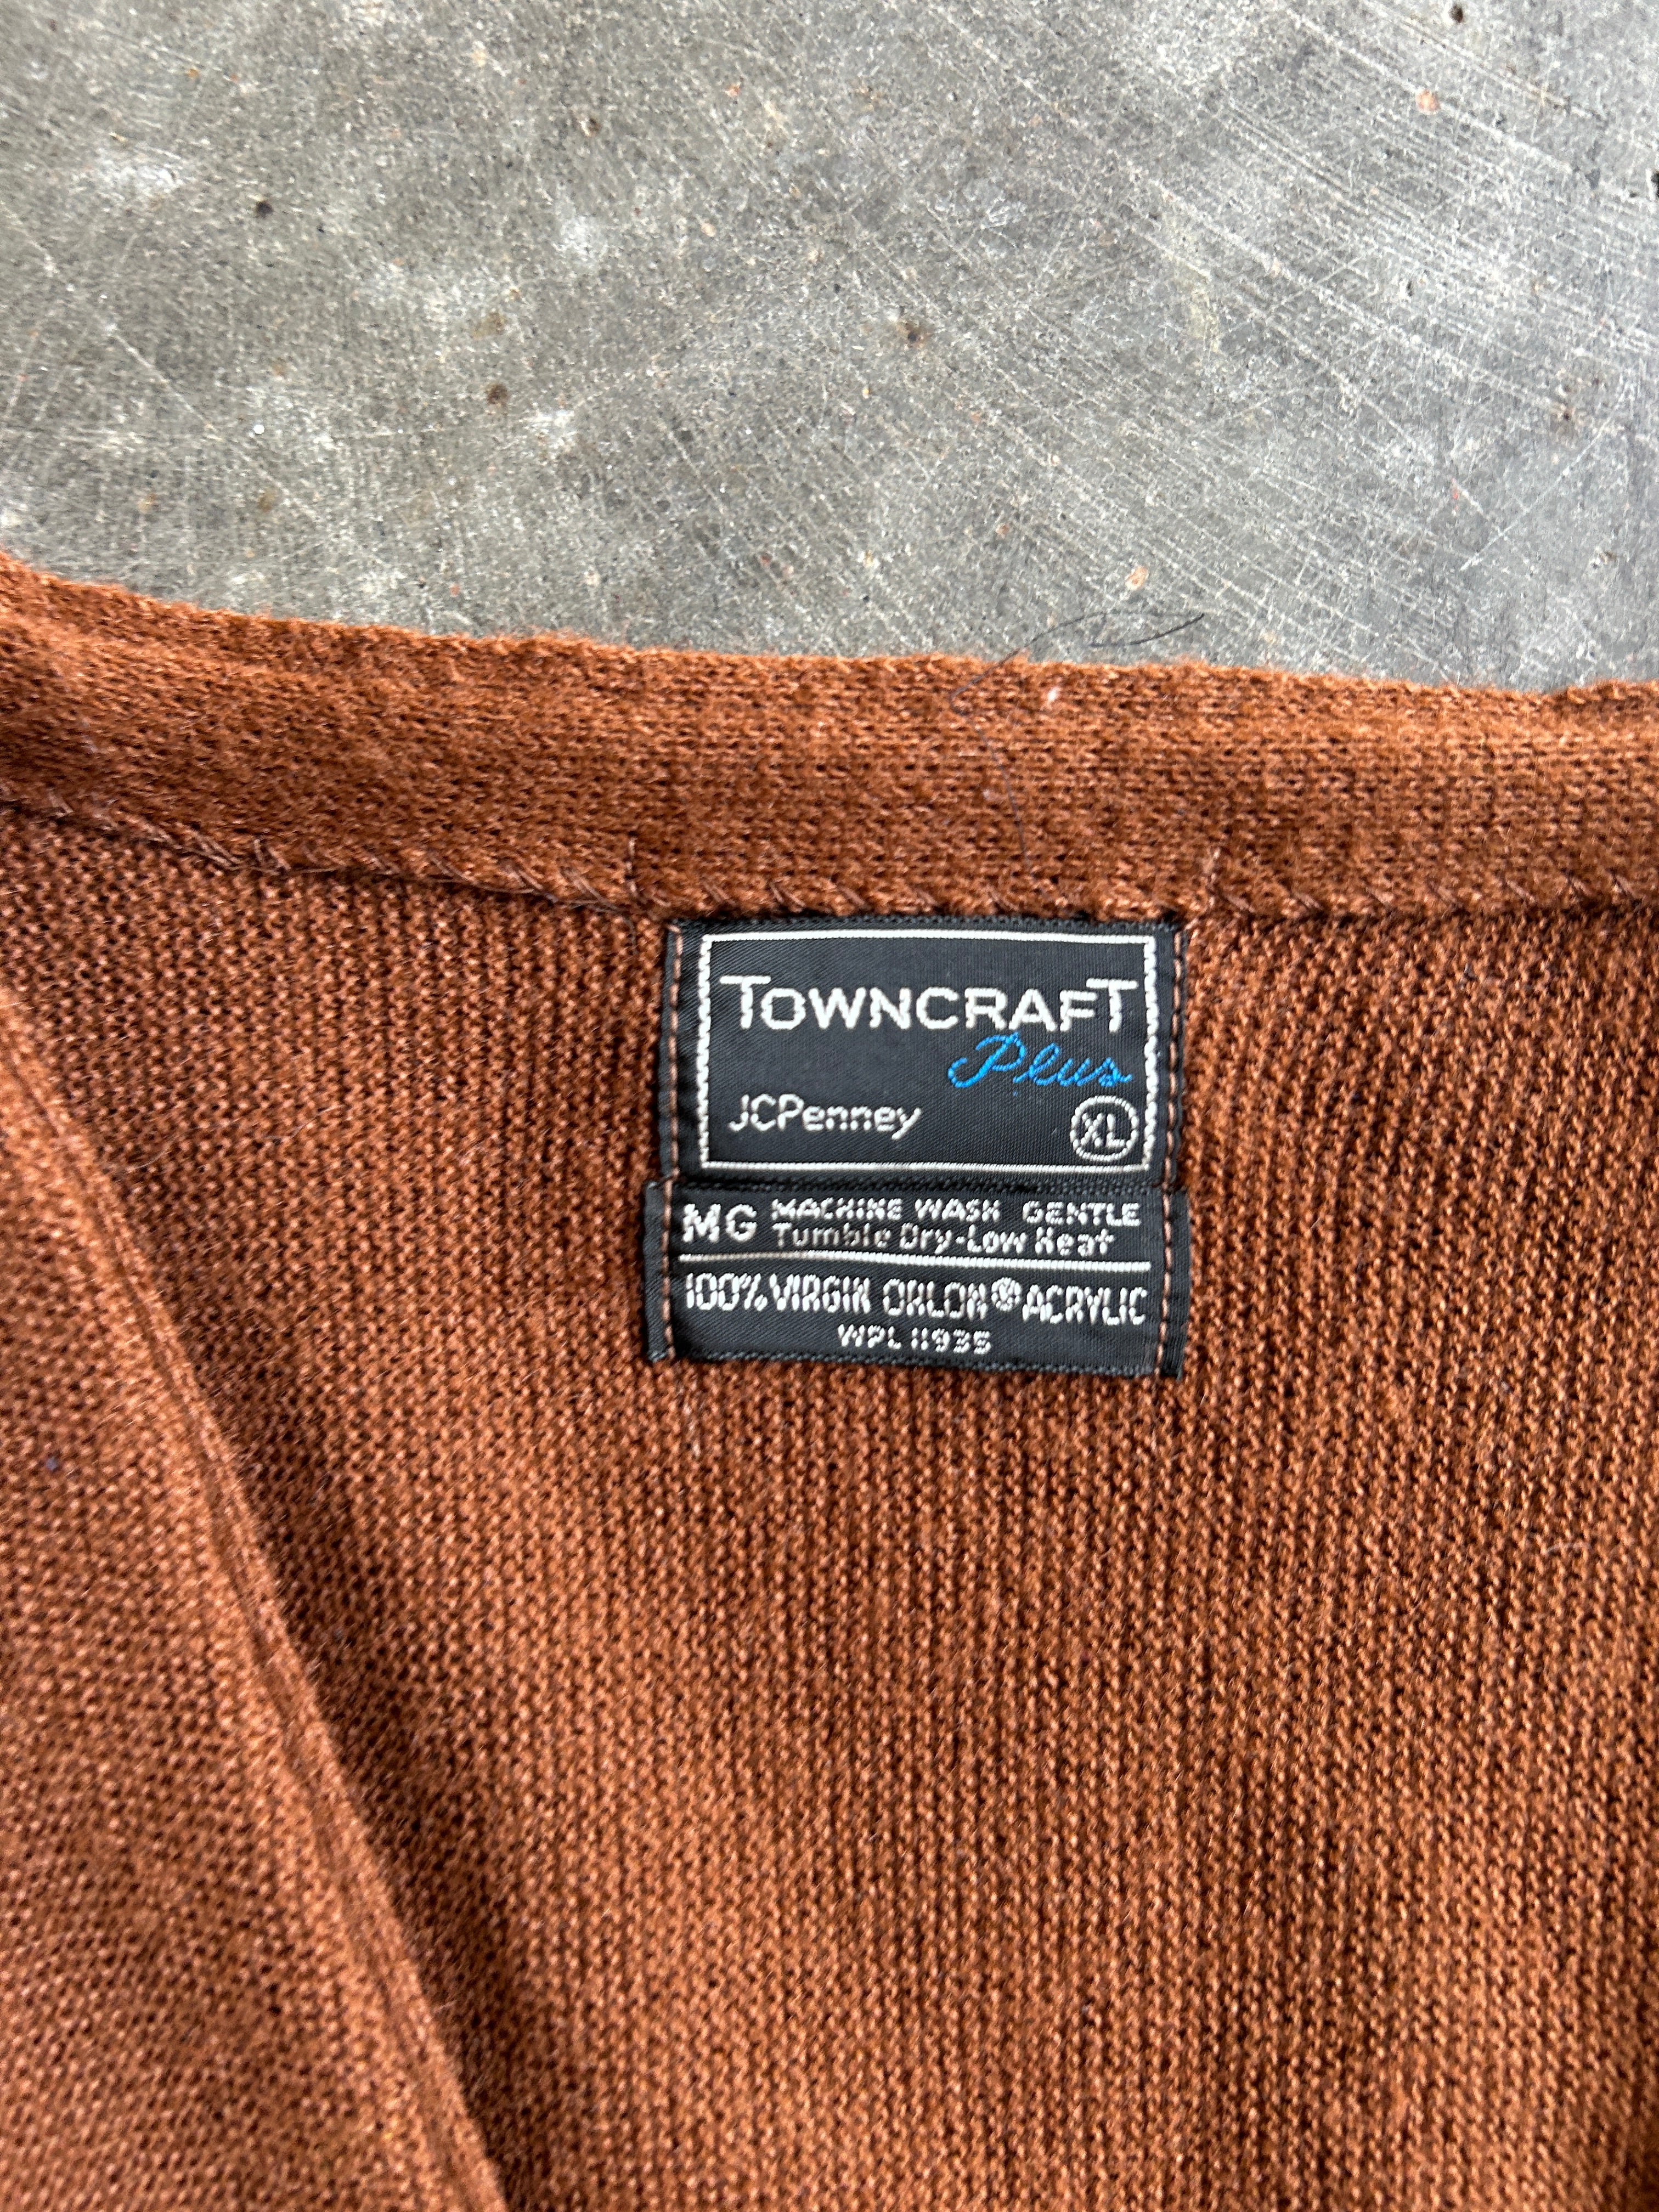 TOWNCRAFT
Plus
JCPenney XL
MG MACHINE WASH GENTLE
Tumble Dry-Low Heat
100% VIRGIN ORLON® ACRYLIC
WPL 11935